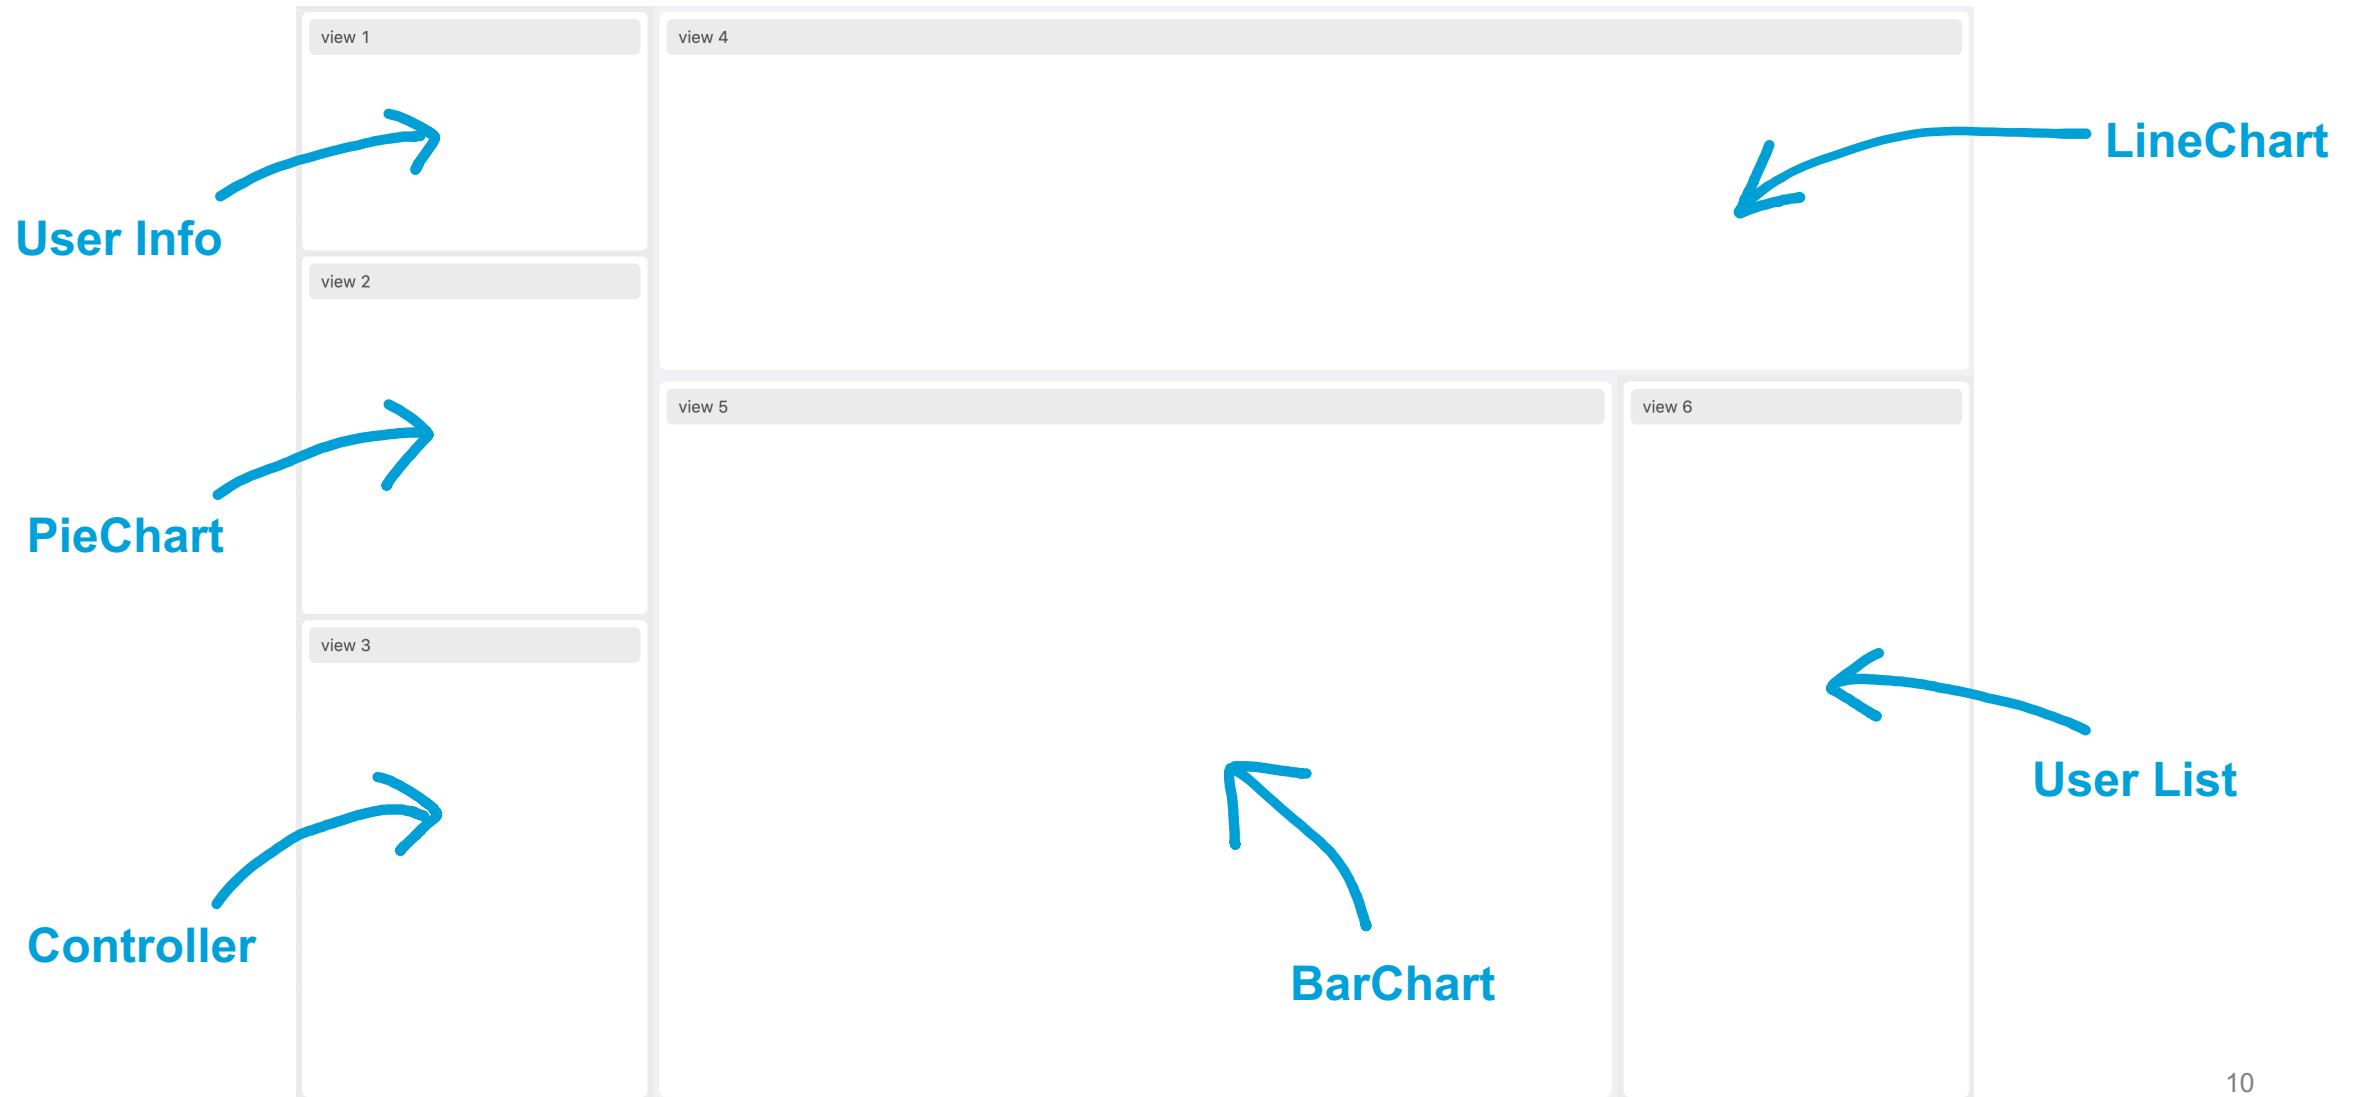 view 1
view 4
LineChart
User Info
view 2
view 5
view 6
PieChart
view 3
User List
Controller
BarChart
10